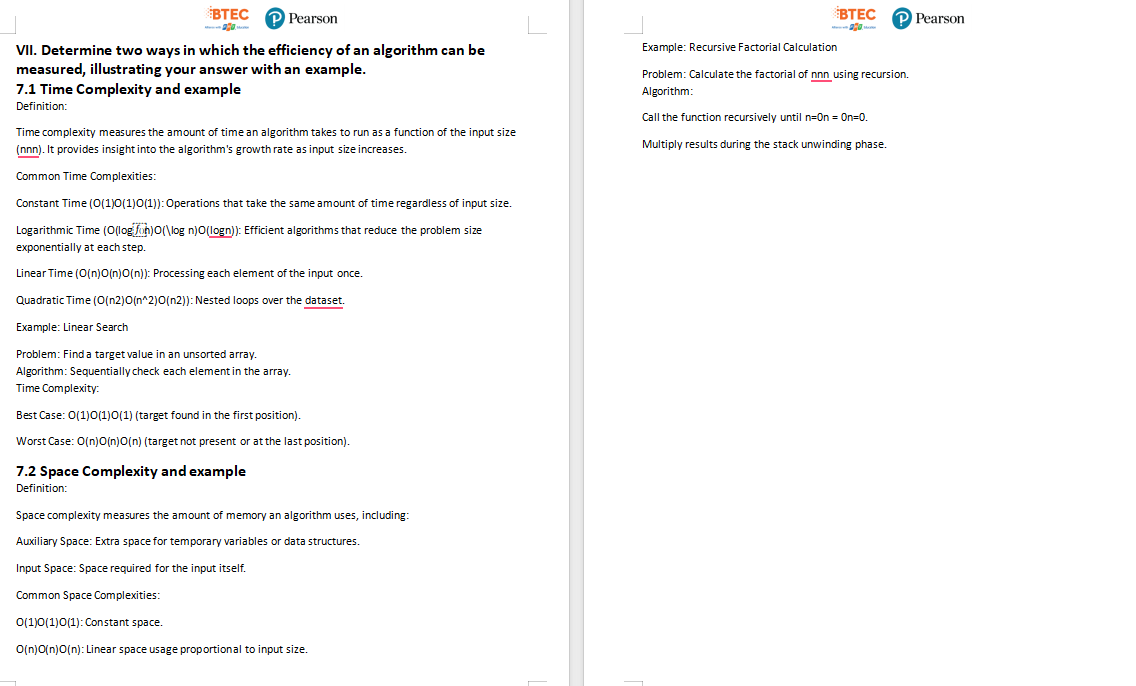 BTEC
Pearson
VII. Determine two ways in which the efficiency of an algorithm can be
measured, illustrating your answer with an example.
7.1 Time Complexity and example
Definition:
Time complexity measures the amount of time an algorithm takes to run as a function of the input size
(nnn). It provides insight into the algorithm's growth rate as input size increases.
Common Time Complexities:
Constant Time (O(1)O(1)O(1)): Operations that take the same amount of time regardless of input size.
Logarithmic Time (O(log n)O(\log n)O(logn)): Efficient algorithms that reduce the problem size
exponentially at each step.
Linear Time (O(n)O(n)O(n)): Processing each element of the input once.
Quadratic Time (O(n2)O(n^2)O(n2)): Nested loops over the dataset.
Example: Linear Search
Problem: Find a target value in an unsorted array.
Algorithm: Sequentially check each element in the array.
Time Complexity:
Best Case: O(1)O(1)O(1) (target found in the first position).
Worst Case: O(n)O(n)O(n) (target not present or at the last position).
7.2 Space Complexity and example
Definition:
Space complexity measures the amount of memory an algorithm uses, including:
Auxiliary Space: Extra space for temporary variables or data structures.
Input Space: Space required for the input itself.
Common Space Complexities:
O(1)O(1)O(1): Constant space.
O(n)O(n)O(n): Linear space usage proportional to input size.
BTEC
Pearson
Example: Recursive Factorial Calculation
Problem: Calculate the factorial of nnn using recursion.
Algorithm:
Call the function recursively until n=0n = 0n=0.
Multiply results during the stack unwinding phase.